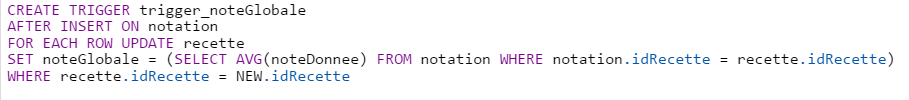 CREATE TRIGGER trigger_noteGlobale
AFTER INSERT ON notation
FOR EACH ROW UPDATE recette
SET noteGlobale = (SELECT AVG(noteDonnee) FROM notation WHERE notation.idRecette = recette.idRecette)
WHERE recette.idRecette = NEW.idRecette